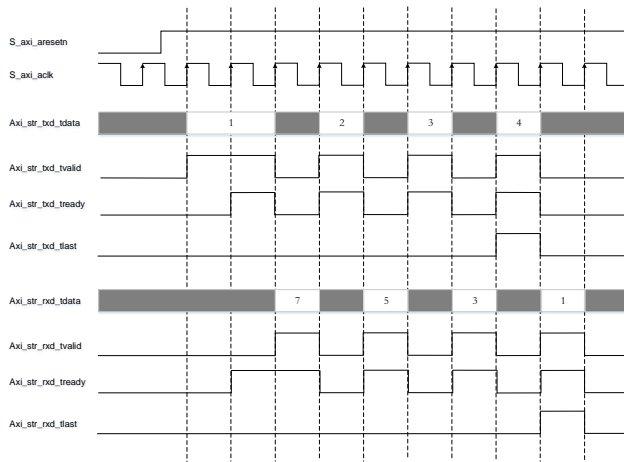 S_axi_aresetn
S_axi_aclk
Axi_str_txd_tdata 1 2 3 4
Axi_str_txd_tvalid
Axi_str_txd_tready
Axi_str_txd_tlast
Axi_str_rxd_tdata 7 5 3 1
Axi_str_rxd_tvalid
Axi_str_rxd_tready
Axi_str_rxd_tlast